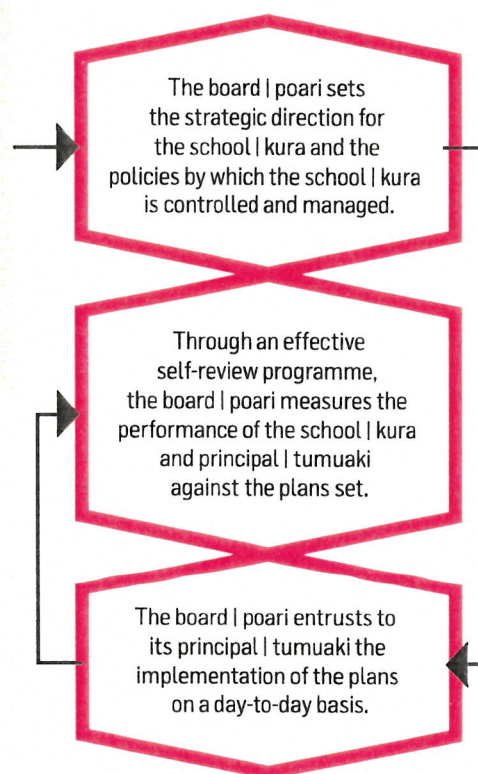 The board | poari sets
the strategic direction for
the school | kura and the
policies by which the school | kura
is controlled and managed.
Through an effective
self-review programme,
the board | poari measures the
performance of the school | kura
and principal | tumuaki
against the plans set.
The board | poari entrusts to
its principal | tumuaki the
implementation of the plans
on a day-to-day basis.